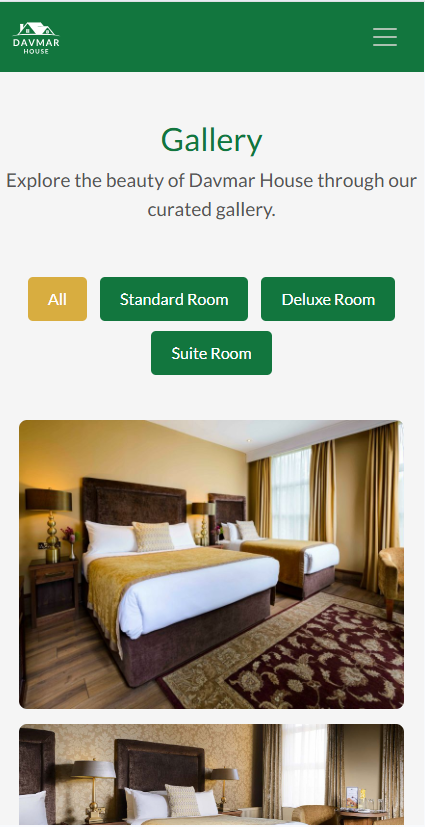 DAVMAR
HOUSE
Gallery
Explore the beauty of Davmar House through our
curated gallery.
All
Standard Room
Deluxe Room
Suite Room